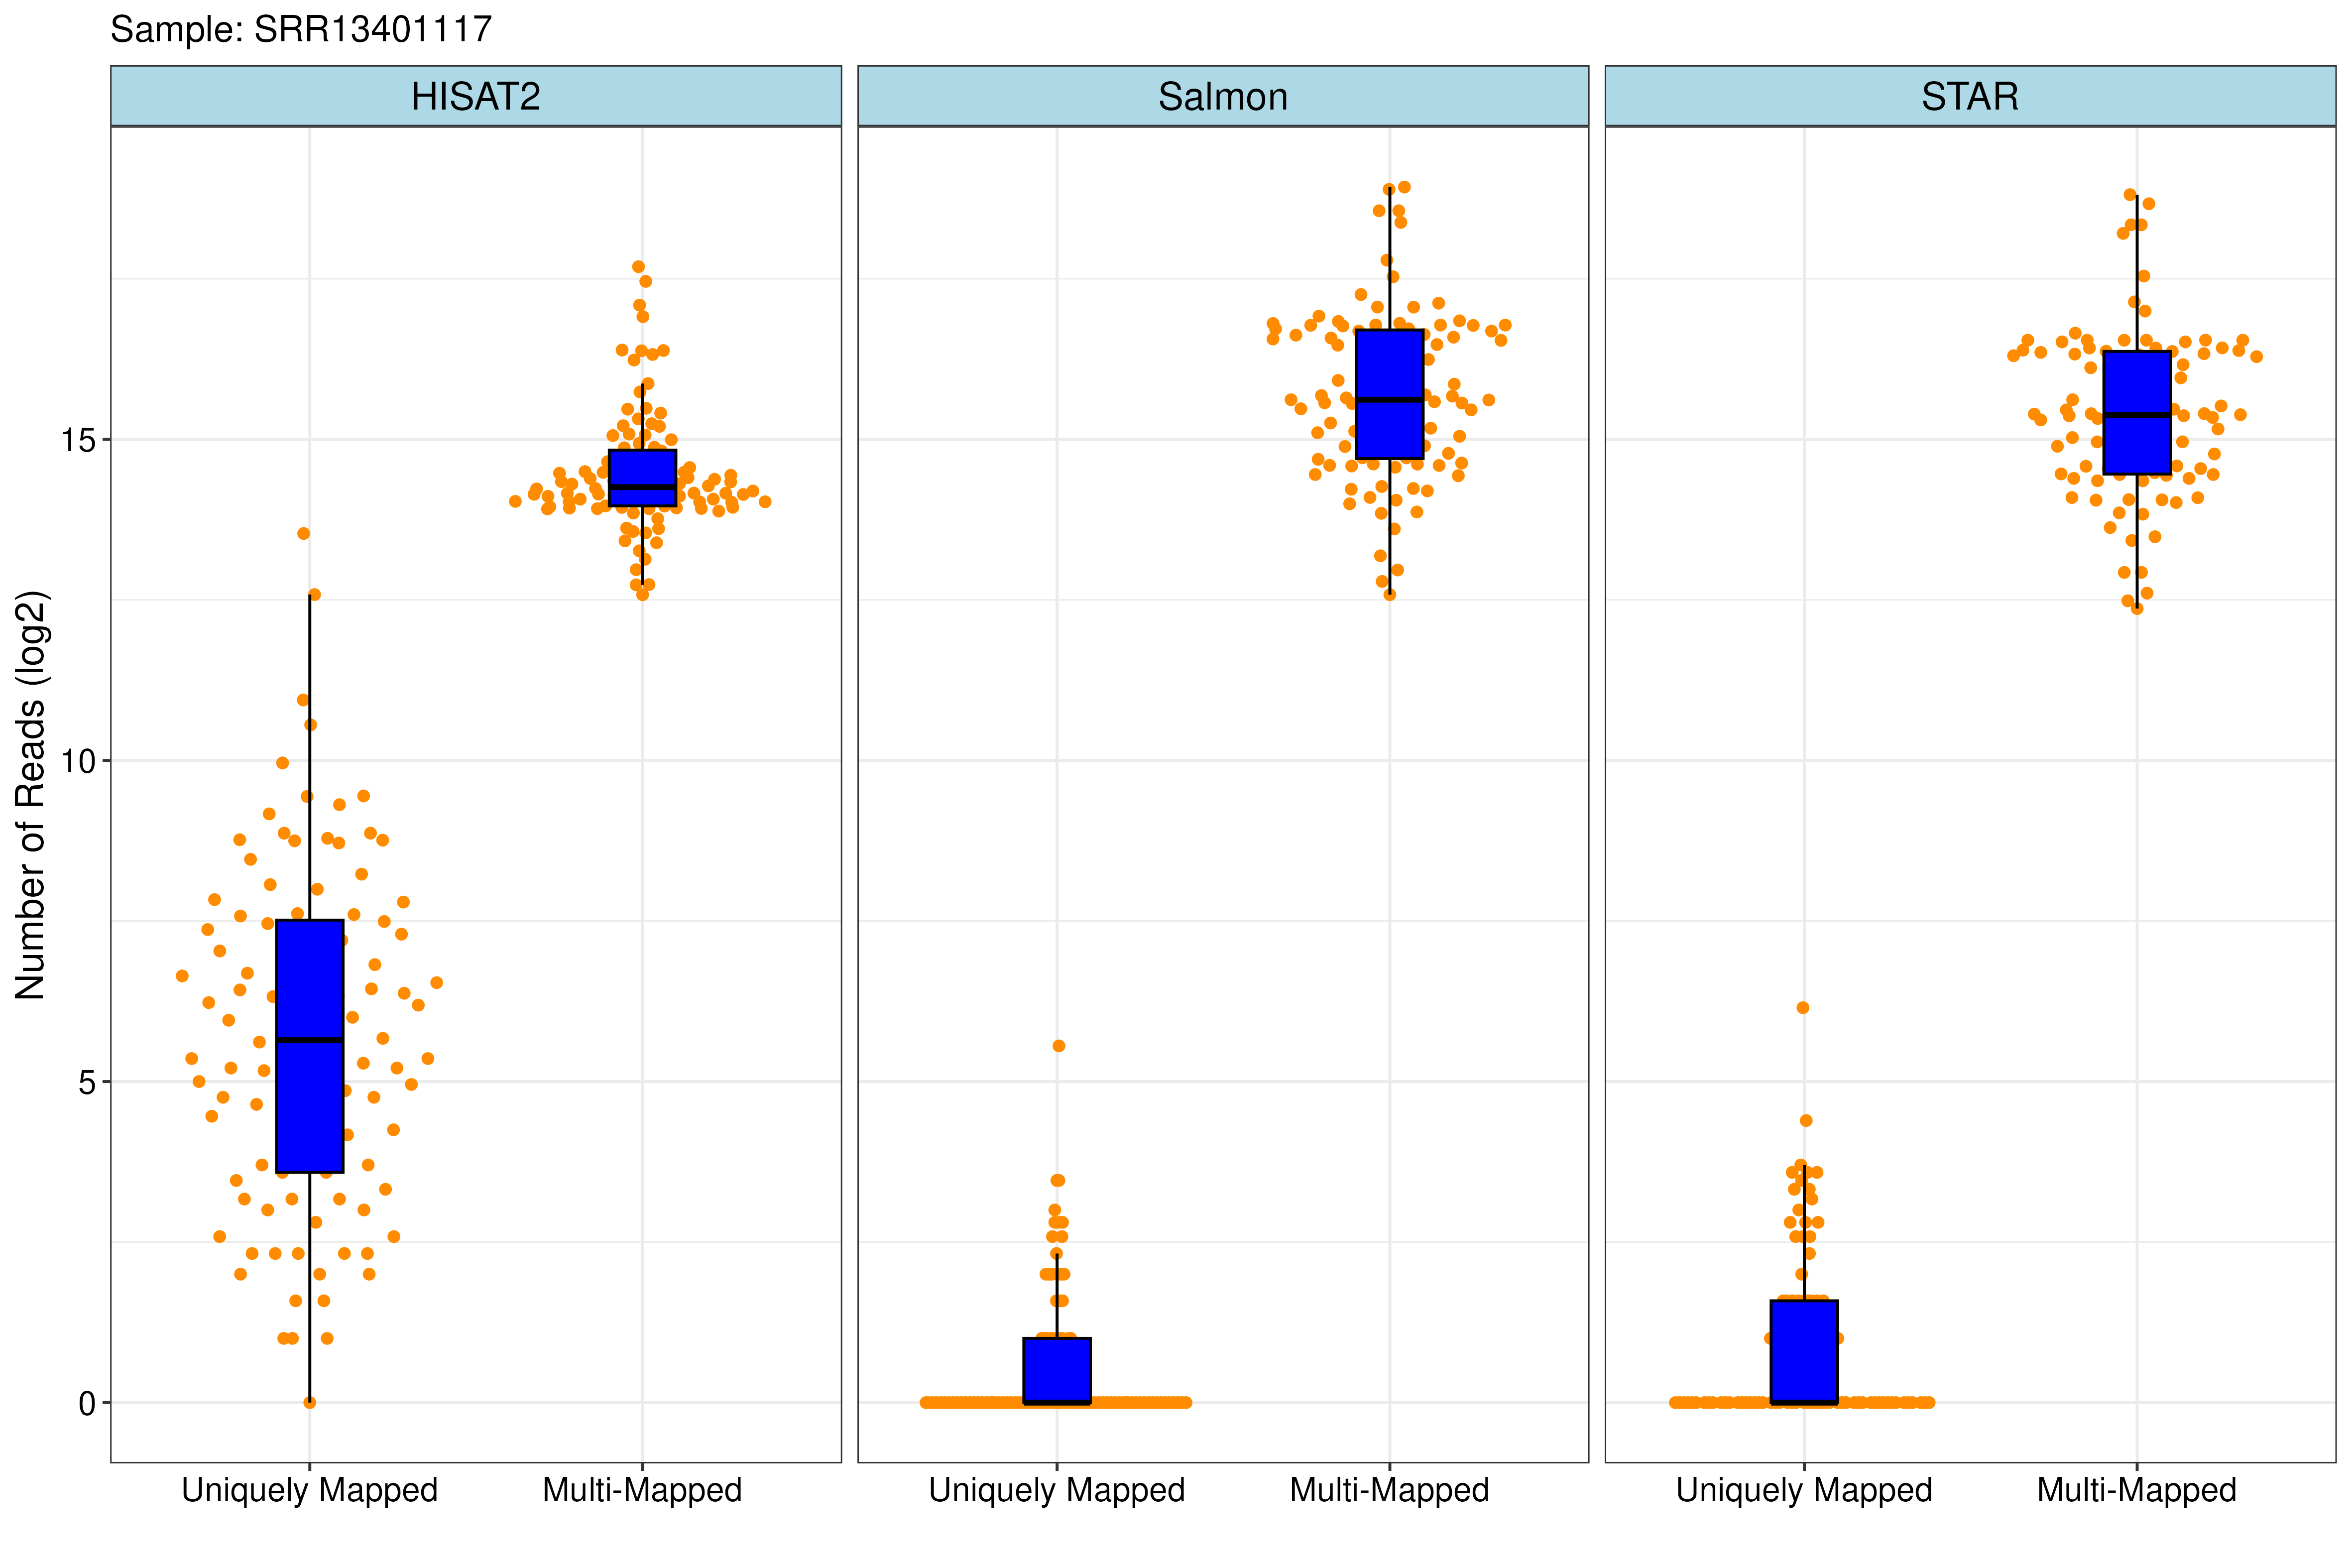 Sample: SRR13401117
HISAT2
Salmon
STAR
Number of Reads (log2)
15
10
5
0
Uniquely Mapped
Multi-Mapped
Uniquely Mapped
Multi-Mapped
Uniquely Mapped
Multi-Mapped